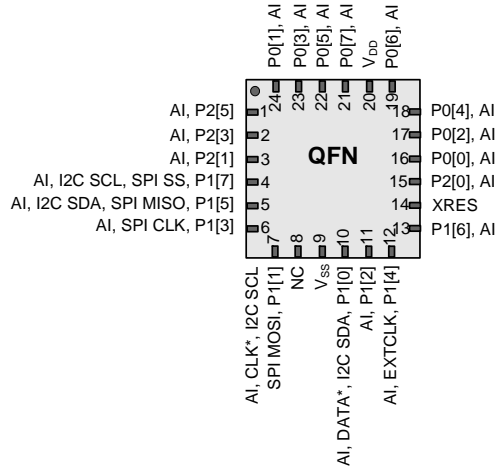 P0[1], AI
P0[3], AI
P0[5], AI
P0[7], AI
VDD
P0[6], AI
24
23
22
21
20
19
AI, P2[5]
1
18
P0[4], AI
AI, P2[3]
2
17
P0[2], AI
AI, P2[1]
3
QFN
16
P0[0], AI
AI, I2C SCL, SPI SS, P1[7]
4
15
P2[0], AI
AI, I2C SDA, SPI MISO, P1[5]
5
14
XRES
AI, SPI CLK, P1[3]
6
13
P1[6], AI
7
8
9
10
11
12
AI, CLK*, I2C SCL
SPI MOSI, P1[1]
NC
VSS
AI, DATA*, I2C SDA, P1[0]
AI, P1[2]
AI, EXTCLK, P1[4]